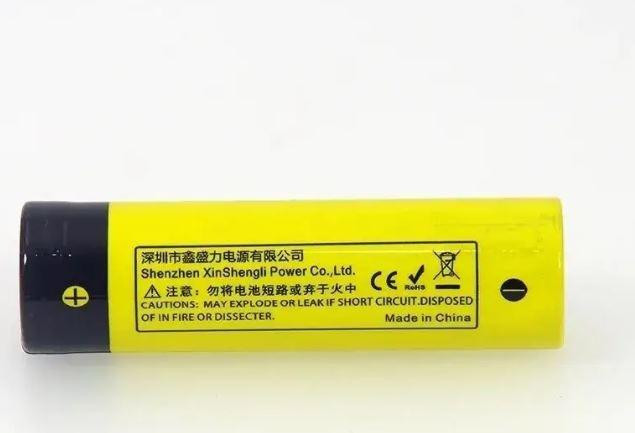 深圳市鑫盛力电源有限公司
Shenzhen XinShengli Power Co.,Ltd.
CE RoHS
⚠ 注意：勿将电池短路或弃于火中
CAUTIONS: MAY EXPLODE OR LEAK IF SHORT CIRCUIT.DISPOSED
OF IN FIRE OR DISSECTER.
Made in China
+
-